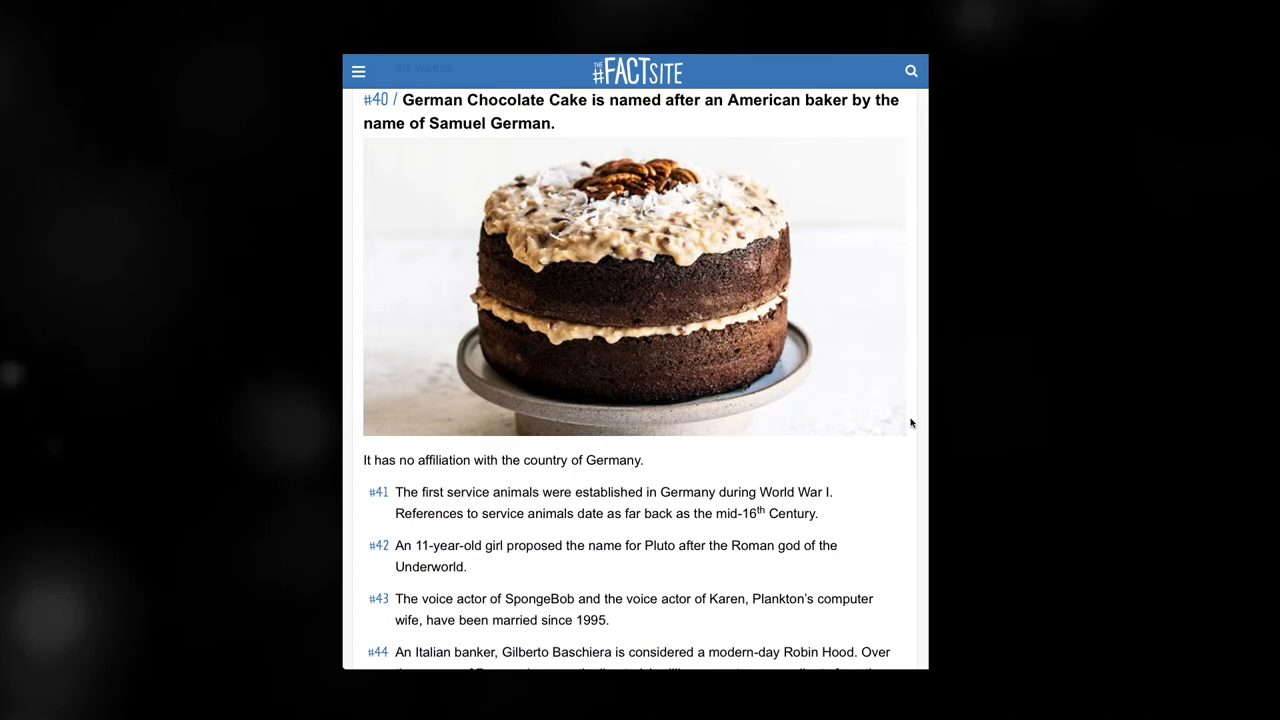 THE #FACTSITE
#40 / German Chocolate Cake is named after an American baker by the
name of Samuel German.
It has no affiliation with the country of Germany.
#41 The first service animals were established in Germany during World War I.
References to service animals date as far back as the mid-16th Century.
#42 An 11-year-old girl proposed the name for Pluto after the Roman god of the
Underworld.
#43 The voice actor of SpongeBob and the voice actor of Karen, Plankton’s computer
wife, have been married since 1995.
#44 An Italian banker, Gilberto Baschiera is considered a modern-day Robin Hood. Over